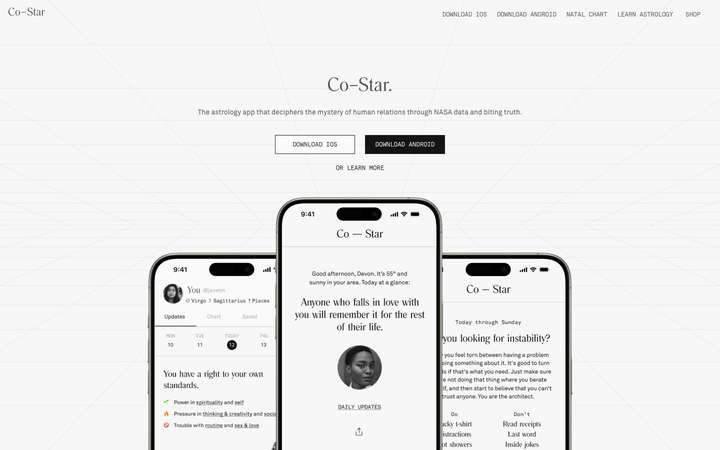 Co–Star
DOWNLOAD IOS
DOWNLOAD ANDROID
NATAL CHART
LEARN ASTROLOGY
SHOP
Co–Star.
The astrology app that deciphers the mystery of human relations through NASA data and biting truth.
DOWNLOAD IOS
DOWNLOAD ANDROID
OR LEARN MORE
9:41
You
Virgo
Sagittarius
Pisces
Updates
Chart
Saved
MON
TUE
TODAY
THU
10
11
12
13
You have a right to your own
standards.
Power in spirituality and self
Pressure in thinking & creativity and
Trouble with routine and sex & love
9:41
Co — Star
Good afternoon, Devon. It's 55° and
sunny in your area. Today at a glance:
Anyone who falls in love with
you will remember it for the rest
of their life.
DAILY UPDATES
9:41
Co — Star
Today through Sunday
you looking for instability?
you feel torn between having a problem
doing something about it. It's good to turn
if that's what you need. Just make sure
not doing that thing where you berate
, and then start to believe that you can't
trust anyone. You are the architect.
Do
Don't
t-shirt
Read receipts
Last word
showers
Inside jokes